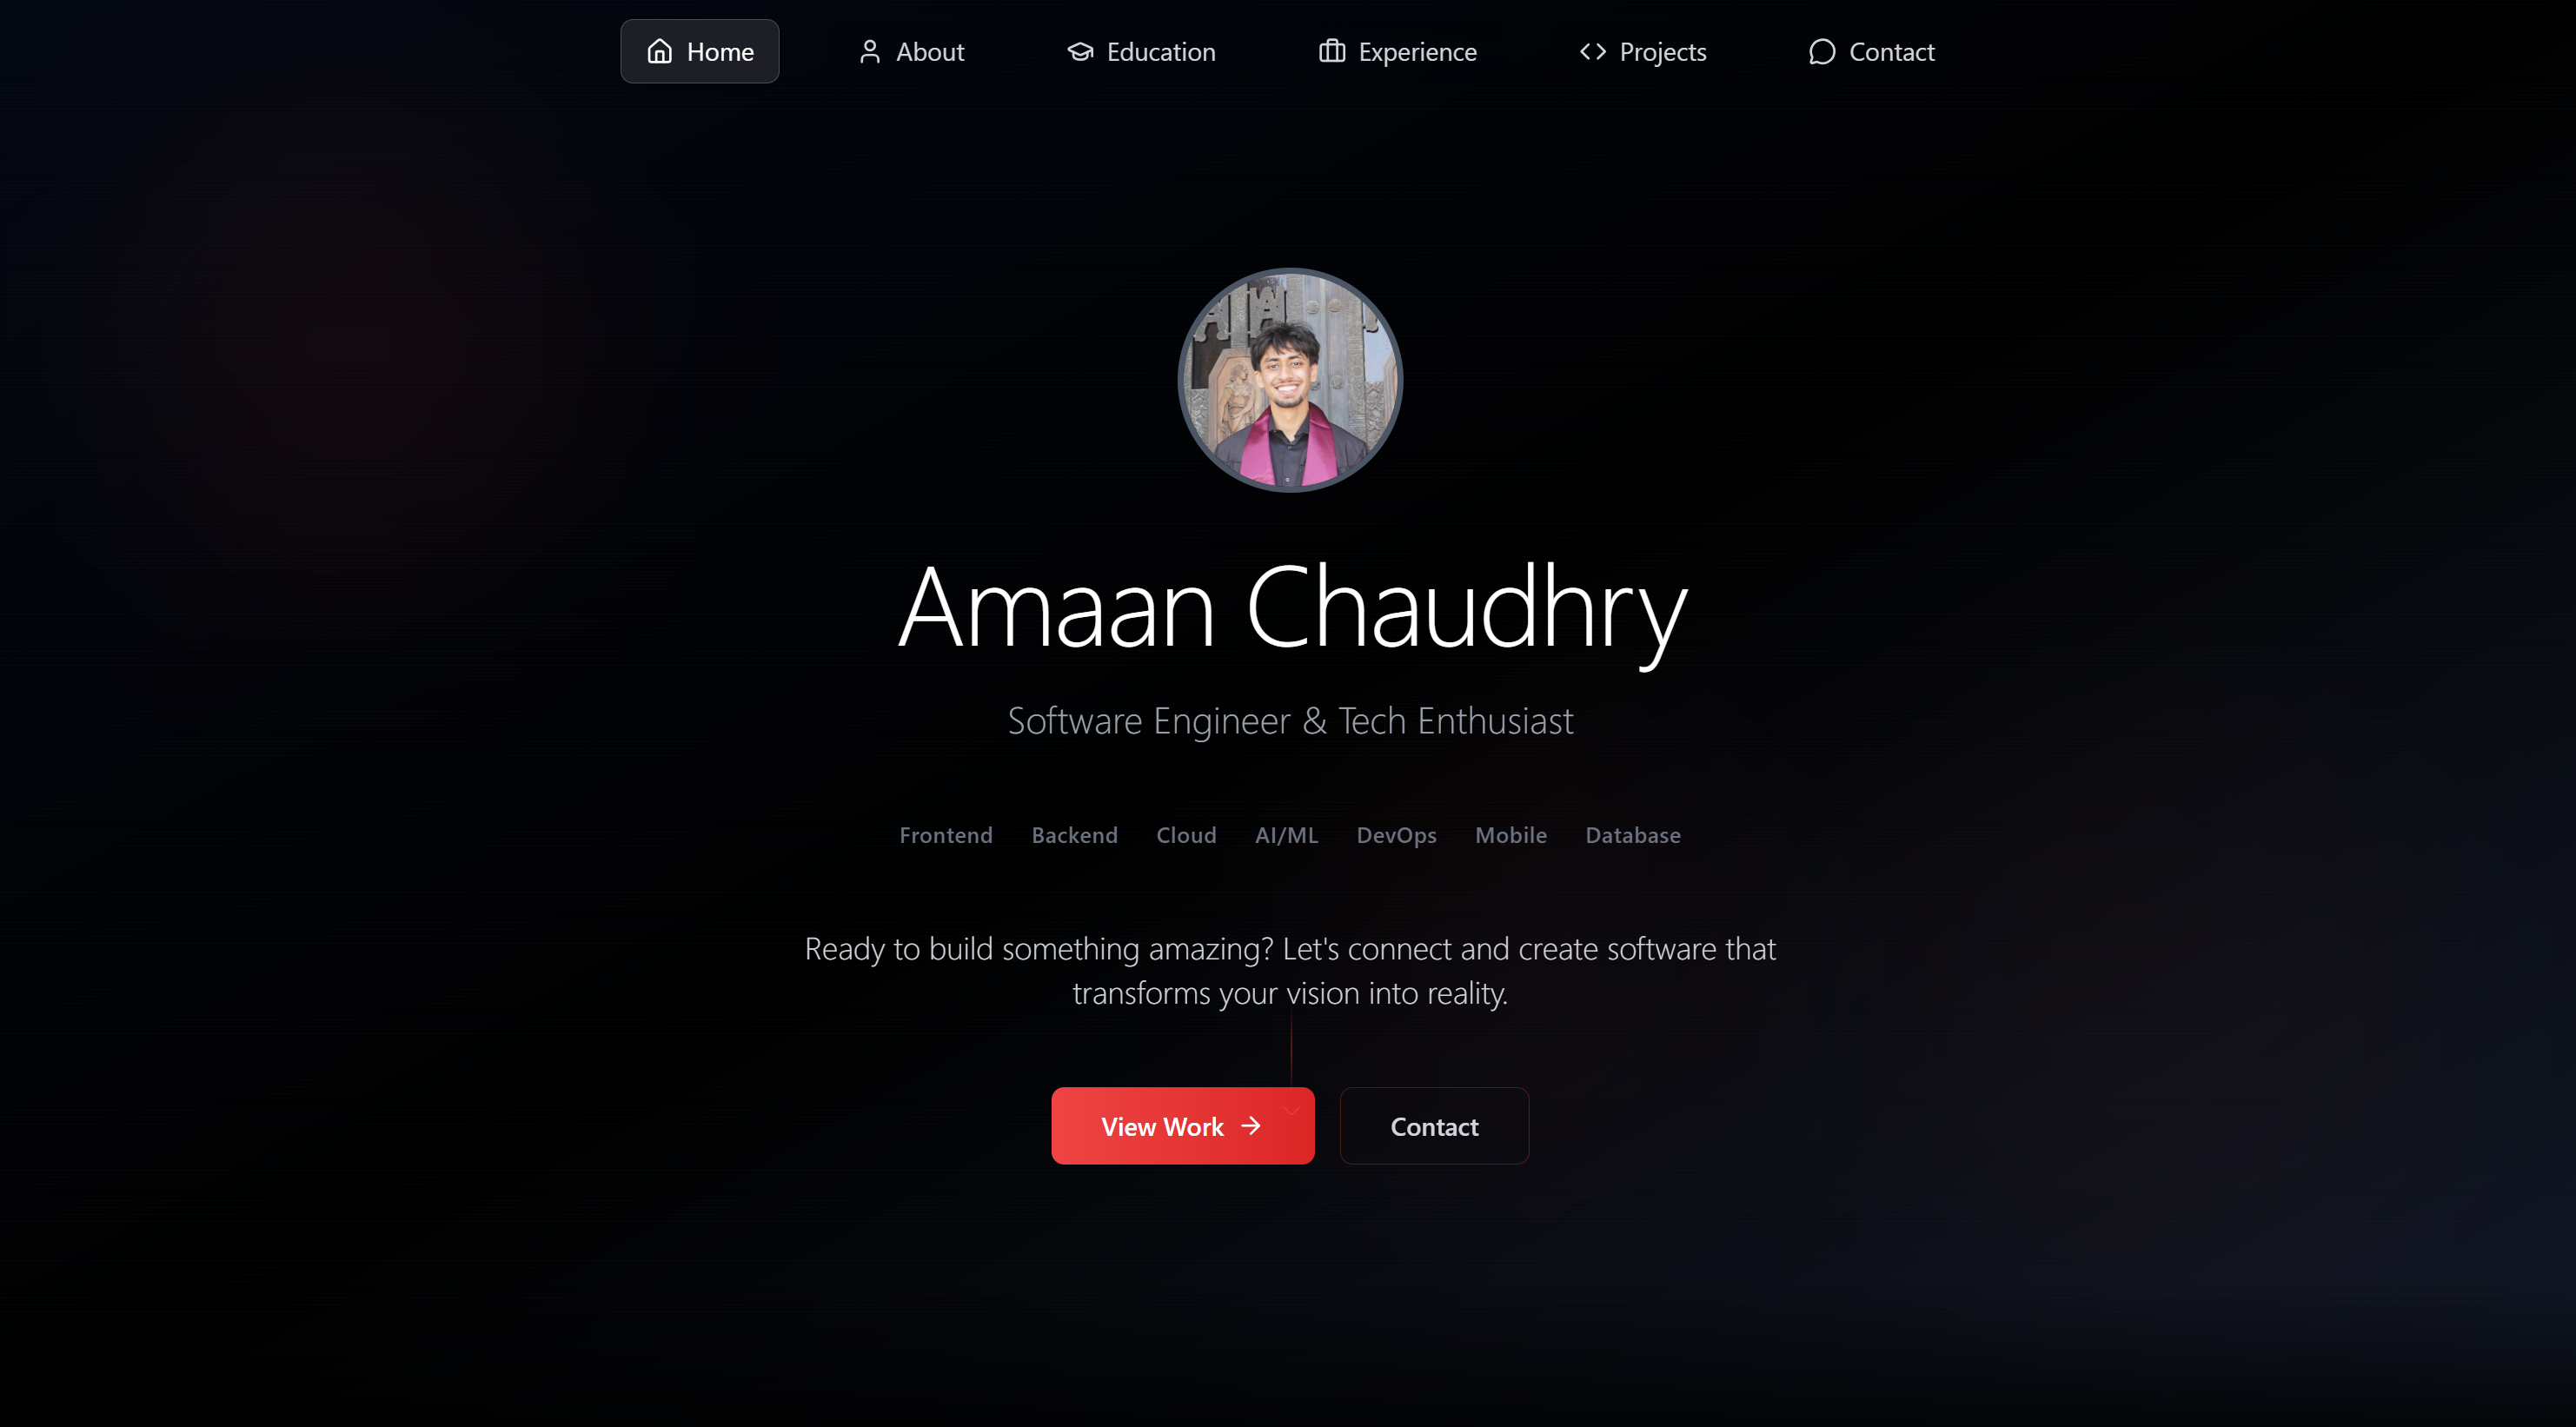 Home About Education Experience Projects Contact
Amaan Chaudhry
Software Engineer & Tech Enthusiast
Frontend Backend Cloud AI/ML DevOps Mobile Database
Ready to build something amazing? Let's connect and create software that
transforms your vision into reality.
View Work → Contact